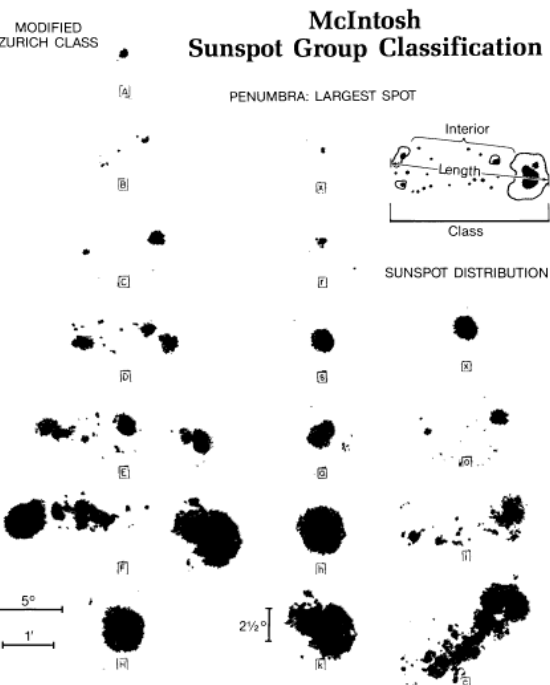 McIntosh
Sunspot Group Classification
MODIFIED
ZURICH CLASS
PENUMBRA: LARGEST SPOT
Interior
Length
Class
SUNSPOT DISTRIBUTION
A
B
C
D
E
F
H
x
r
s
a
h
k
x
o
i
c
5°
1'
2½°